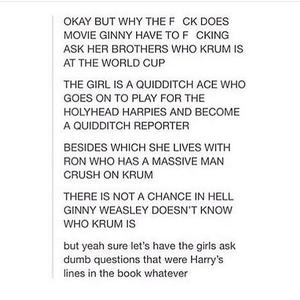 OKAY BUT WHY THE F CK DOES
MOVIE GINNY HAVE TO F CKING
ASK HER BROTHERS WHO KRUM IS
AT THE WORLD CUP
THE GIRL IS A QUIDDITCH ACE WHO
GOES ON TO PLAY FOR THE
HOLYHEAD HARPIES AND BECOME
A QUIDDITCH REPORTER
BESIDES WHICH SHE LIVES WITH
RON WHO HAS A MASSIVE MAN
CRUSH ON KRUM
THERE IS NOT A CHANCE IN HELL
GINNY WEASLEY DOESN'T KNOW
WHO KRUM IS
but yeah sure let's have the girls ask
dumb questions that were Harry's
lines in the book whatever